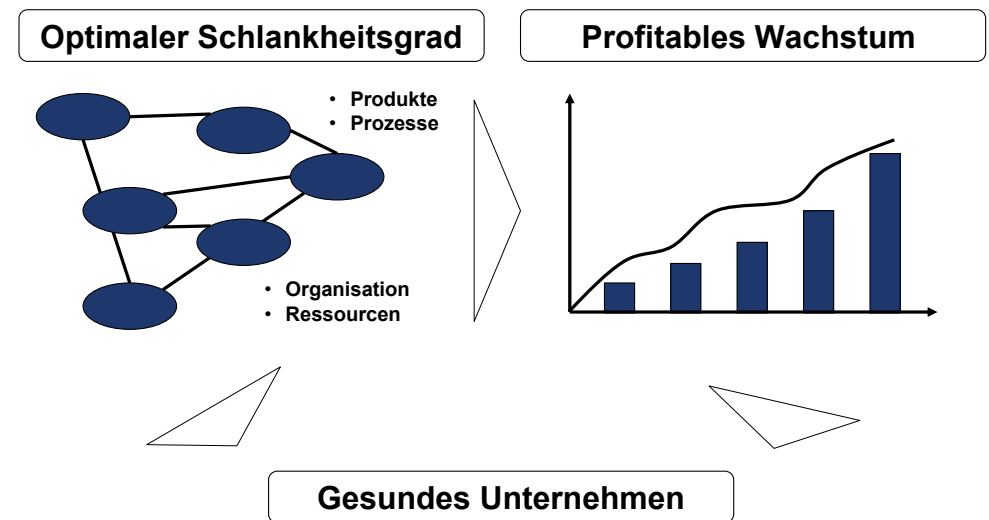 Optimaler Schlankheitsgrad
Profitables Wachstum
• Produkte
• Prozesse
• Organisation
• Ressourcen
Gesundes Unternehmen